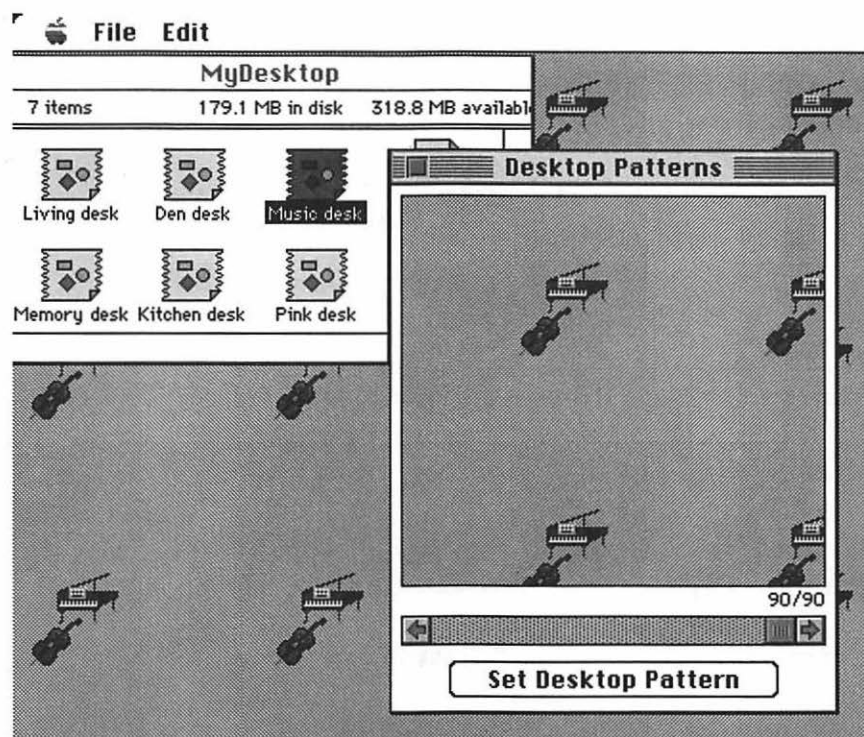 File Edit
MyDesktop
7 items 179.1 MB in disk 318.8 MB available
Desktop Patterns
Living desk Den desk Music desk
Memory desk Kitchen desk Pink desk
90/90
Set Desktop Pattern